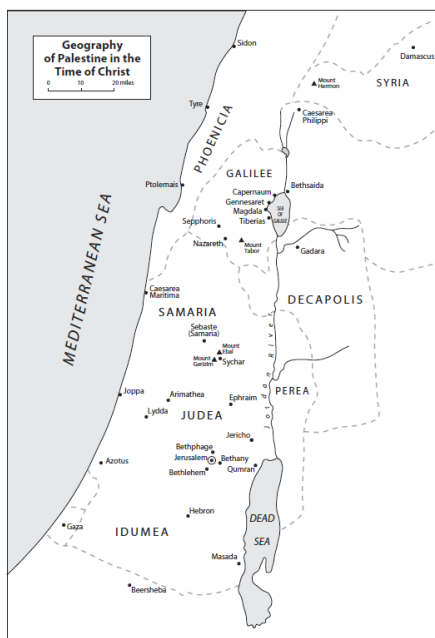 Geography
of Palestine in the
Time of Christ
0 10 20 miles
Sidon
Damascus
Mount
Hermon
SYRIA
Tyre
Caesarea
Philippi
PHOENICIA
GALILEE
Ptolemais
Capernaum
Bethsaida
Gennesaret
Magdala
SEA
OF
GALILEE
Tiberias
Sepphoris
Nazareth
Mount
Tabor
Gadara
MEDITERRANEAN SEA
Caesarea
Maritima
DECAPOLIS
SAMARIA
Sebaste
(Samaria)
Mount
Ebal
Mount
Gerizim
Sychar
Jordan River
PEREA
Joppa
Arimathea
Ephraim
Lydda
JUDEA
Jericho
Bethphage
Jerusalem
Bethany
Azotus
Bethlehem
Qumran
Hebron
DEAD
SEA
Gaza
IDUMEA
Masada
Beersheba